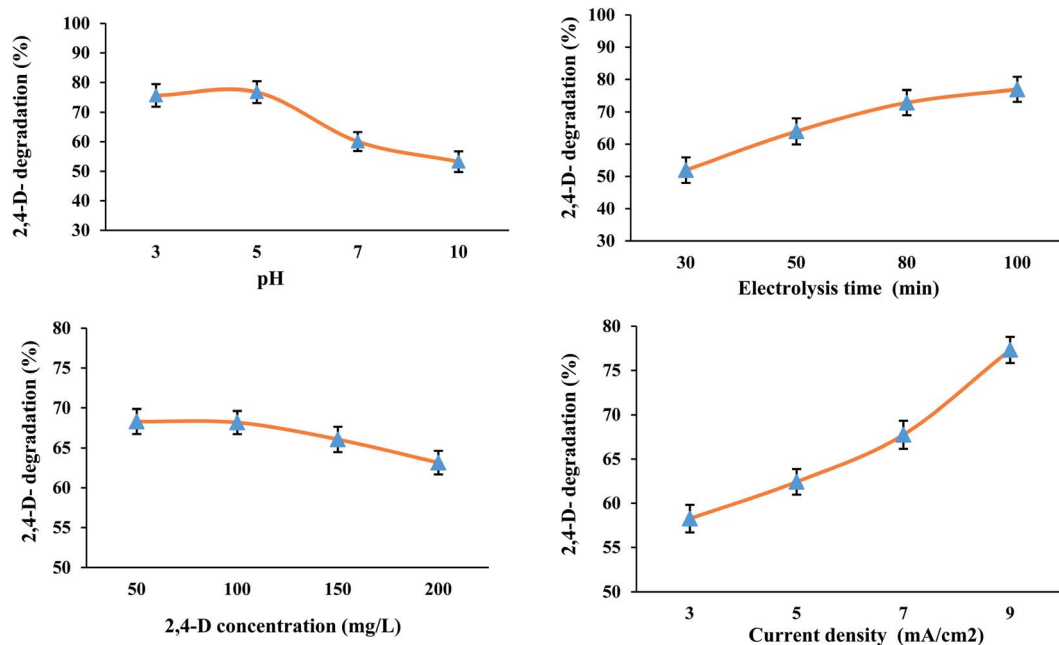 2,4-D- degradation (%)
100
90
80
70
60
50
40
30
3 5 7 10
pH
2,4-D- degradation (%)
100
90
80
70
60
50
40
30
30 50 80 100
Electrolysis time (min)
2,4-D- degradation (%)
80
75
70
65
60
55
50
50 100 150 200
2,4-D concentration (mg/L)
2,4-D- degradation (%)
80
75
70
65
60
55
50
3 5 7 9
Current density (mA/cm2)